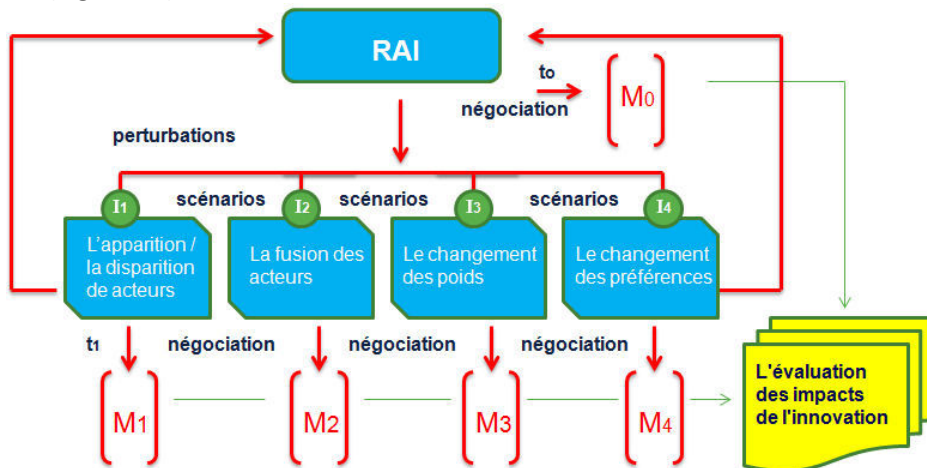 RAI
to
négociation
M0
perturbations
I1
scénarios
I2
scénarios
I3
scénarios
I4
L'apparition /
la disparition
de acteurs
La fusion des
acteurs
Le changement
des poids
Le changement
des préférences
t1
négociation
négociation
négociation
M1
M2
M3
M4
L'évaluation
des impacts
de l'innovation